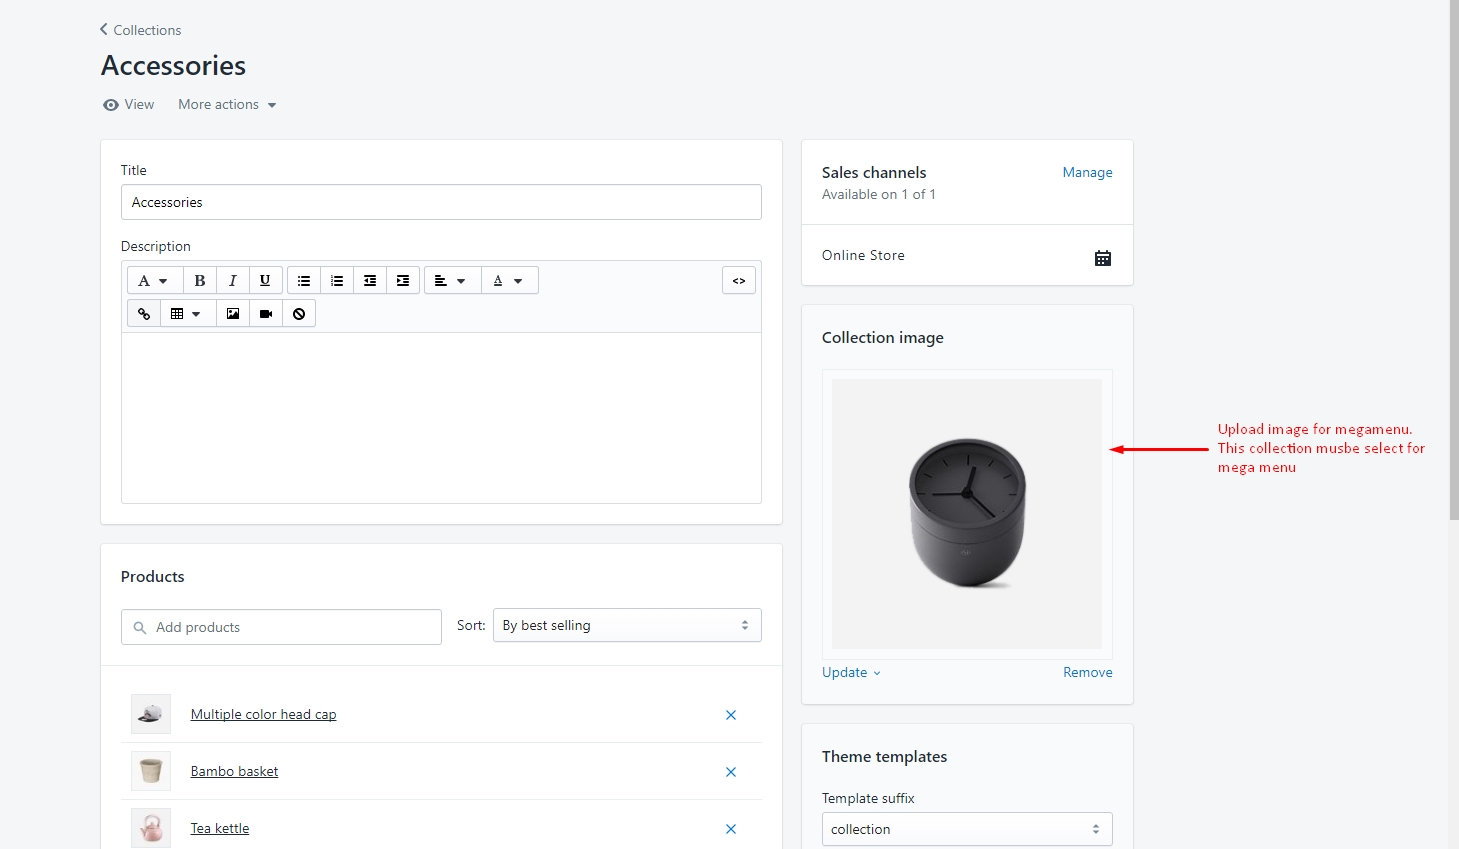 Collections
Accessories
View More actions
Title
Accessories
Description
A B I U A <>
Products
Add products Sort: By best selling
Multiple color head cap
Bambo basket
Tea kettle
Sales channels Manage
Available on 1 of 1
Online Store
Collection image
Update Remove
Theme templates
Template suffix
collection
Upload image for megamenu.
This collection musbe select for
mega menu